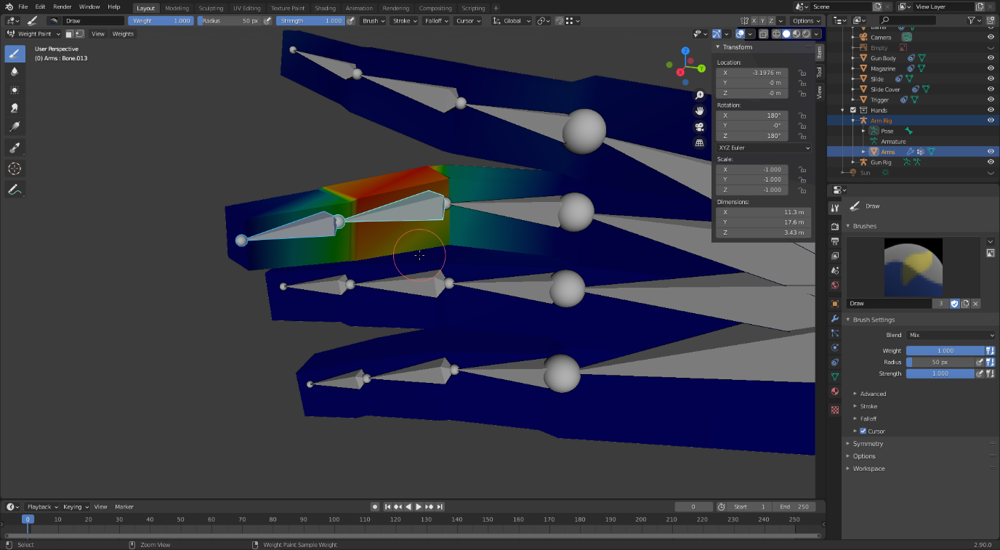 File Edit Render Window Help Layout Modeling Sculpting UV Editing Texture Paint Shading Animation Rendering Compositing Scripting + Scene View Layer
Draw Weight 1.000 Radius 50 px Strength 1.000 Brush Stroke Falloff Cursor Global X Y Z Options
Weight Paint View Weights
User Perspective
(0) Arms : Bone.013
Transform
Location:
X -3.1976 m
Y -0 m
Z -0 m
Rotation:
X 180°
Y -0°
Z 180°
XYZ Euler
Scale:
X -1.000
Y -1.000
Z -1.000
Dimensions:
X 11.3 m
Y 17.6 m
Z 3.43 m
Item
Tool
View
Z
Y
X
Barrel
Camera
Empty
Gun Body
Magazine
Slide
Slide Cover
Trigger
Hands
Arm Rig
Pose
Armature
Arms
Gun Rig
Sun
Draw
Brushes
Draw 3
Brush Settings
Blend Mix
Weight 1.000
Radius 50 px
Strength 1.000
Advanced
Stroke
Falloff
Cursor
Symmetry
Options
Workspace
Playback Keying View Marker 0 Start 1 End 250
0 10 20 30 40 50 60 70 80 90 100 110 120 130 140 150 160 170 180 190 200 210 220 230 240 250
Select Zoom View Weight Paint Sample Weight 2.90.0